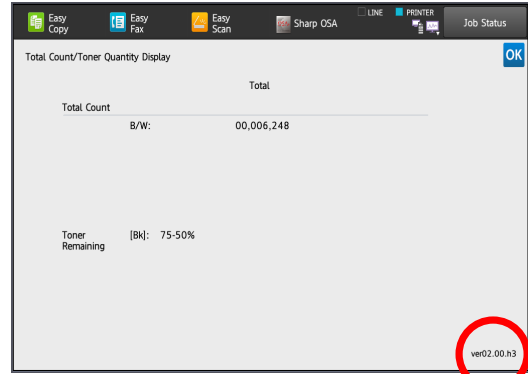 Easy Copy
Easy Fax
Easy Scan
Sharp OSA
LINE
PRINTER
Job Status
Total Count/Toner Quantity Display
OK
Total
Total Count
B/W: 00,006,248
Toner Remaining [Bk]: 75-50%
ver02.00.h3